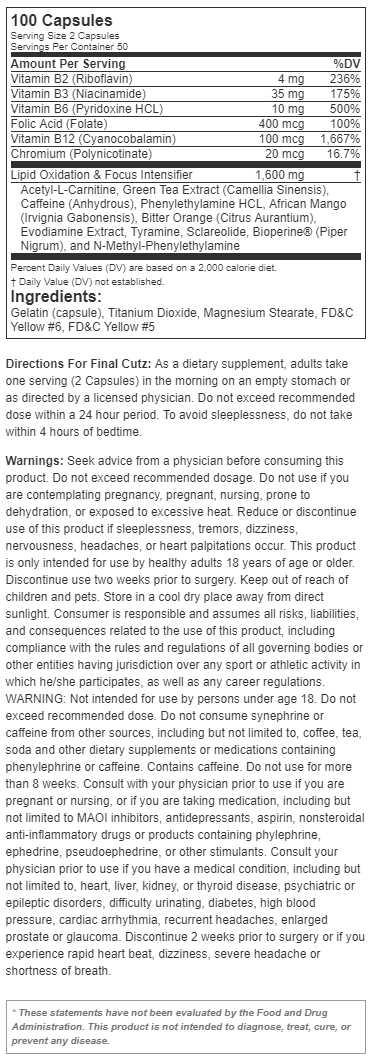 100 Capsules
Serving Size 2 Capsules
Servings Per Container 50
Amount Per Serving %DV
Vitamin B2 (Riboflavin) 4 mg 236%
Vitamin B3 (Niacinamide) 35 mg 175%
Vitamin B6 (Pyridoxine HCL) 10 mg 500%
Folic Acid (Folate) 400 mcg 100%
Vitamin B12 (Cyanocobalamin) 100 mcg 1,667%
Chromium (Polynicotinate) 20 mcg 16.7%
Lipid Oxidation & Focus Intensifier 1,600 mg †
Acetyl-L-Carnitine, Green Tea Extract (Camellia Sinensis),
Caffeine (Anhydrous), Phenylethylamine HCL, African Mango
(Irvignia Gabonensis), Bitter Orange (Citrus Aurantium),
Evodiamine Extract, Tyramine, Sclareolide, Bioperine® (Piper
Nigrum), and N-Methyl-Phenylethylamine
Percent Daily Values (DV) are based on a 2,000 calorie diet.
† Daily Value (DV) not established.
Ingredients:
Gelatin (capsule), Titanium Dioxide, Magnesium Stearate, FD&C
Yellow #6, FD&C Yellow #5
Directions For Final Cutz: As a dietary supplement, adults take
one serving (2 Capsules) in the morning on an empty stomach or
as directed by a licensed physician. Do not exceed recommended
dose within a 24 hour period. To avoid sleeplessness, do not take
within 4 hours of bedtime.
Warnings: Seek advice from a physician before consuming this
product. Do not exceed recommended dosage. Do not use if you
are contemplating pregnancy, pregnant, nursing, prone to
dehydration, or exposed to excessive heat. Reduce or discontinue
use of this product if sleeplessness, tremors, dizziness,
nervousness, headaches, or heart palpitations occur. This product
is only intended for use by healthy adults 18 years of age or older.
Discontinue use two weeks prior to surgery. Keep out of reach of
children and pets. Store in a cool dry place away from direct
sunlight. Consumer is responsible and assumes all risks, liabilities,
and consequences related to the use of this product, including
compliance with the rules and regulations of all governing bodies or
other entities having jurisdiction over any sport or athletic activity in
which he/she participates, as well as any career regulations.
WARNING: Not intended for use by persons under age 18. Do not
exceed recommended dose. Do not consume synephrine or
caffeine from other sources, including but not limited to, coffee, tea,
soda and other dietary supplements or medications containing
phenylephrine or caffeine. Contains caffeine. Do not use for more
than 8 weeks. Consult with your physician prior to use if you are
pregnant or nursing, or if you are taking medication, including but
not limited to MAOI inhibitors, antidepressants, aspirin, nonsteroidal
anti-inflammatory drugs or products containing phylephrine,
ephedrine, pseudoephedrine, or other stimulants. Consult your
physician prior to use if you have a medical condition, including but
not limited to, heart, liver, kidney, or thyroid disease, psychiatric or
epileptic disorders, difficulty urinating, diabetes, high blood
pressure, cardiac arrhythmia, recurrent headaches, enlarged
prostate or glaucoma. Discontinue 2 weeks prior to surgery or if you
experience rapid heart beat, dizziness, severe headache or
shortness of breath.
* These statements have not been evaluated by the Food and Drug
Administration. This product is not intended to diagnose, treat, cure, or
prevent any disease.